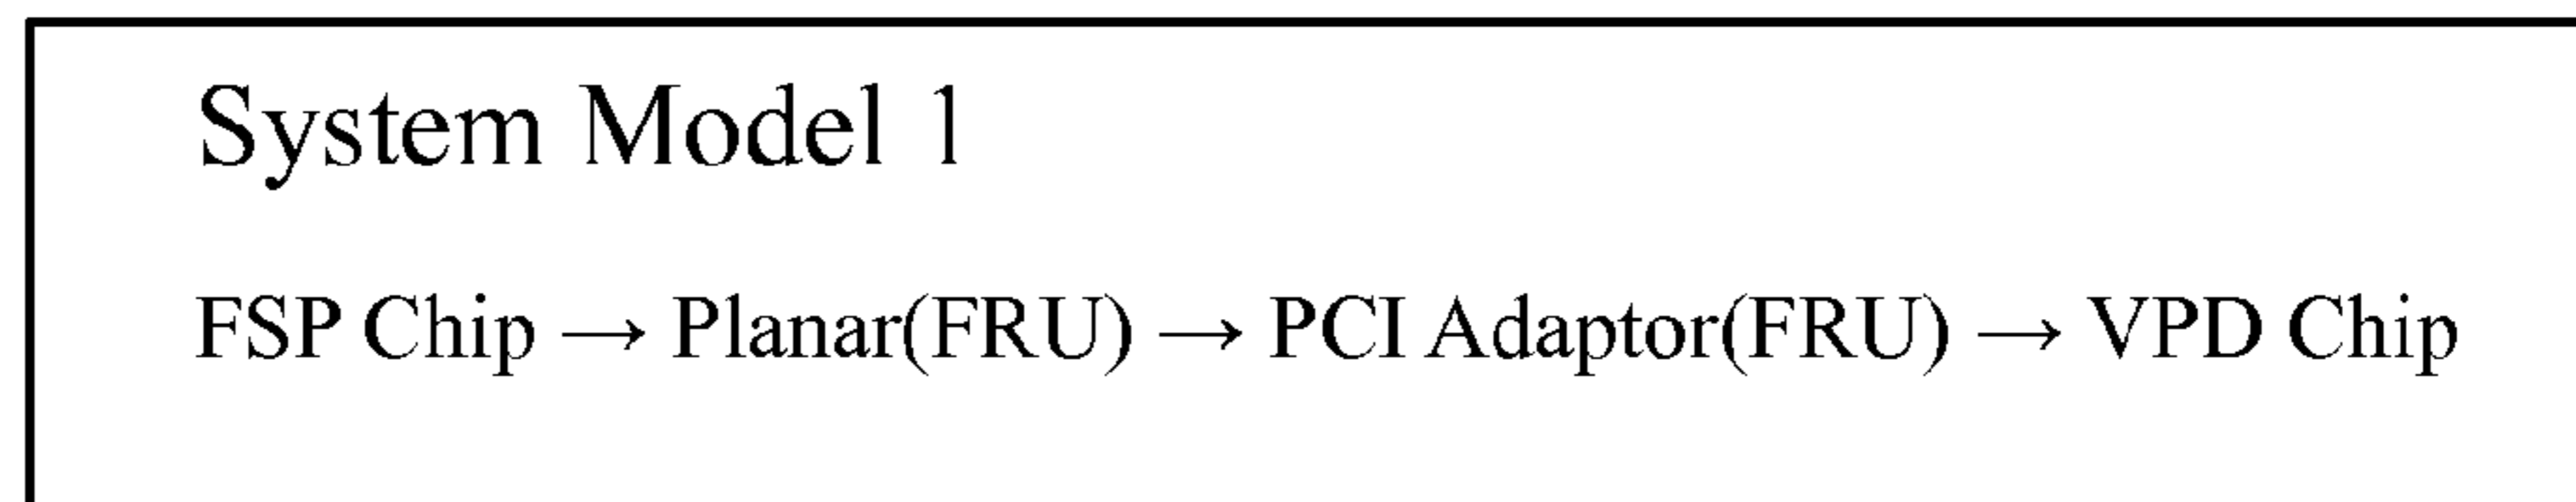 System Model 1
FSP Chip → Planar(FRU) → PCI Adaptor(FRU) → VPD Chip